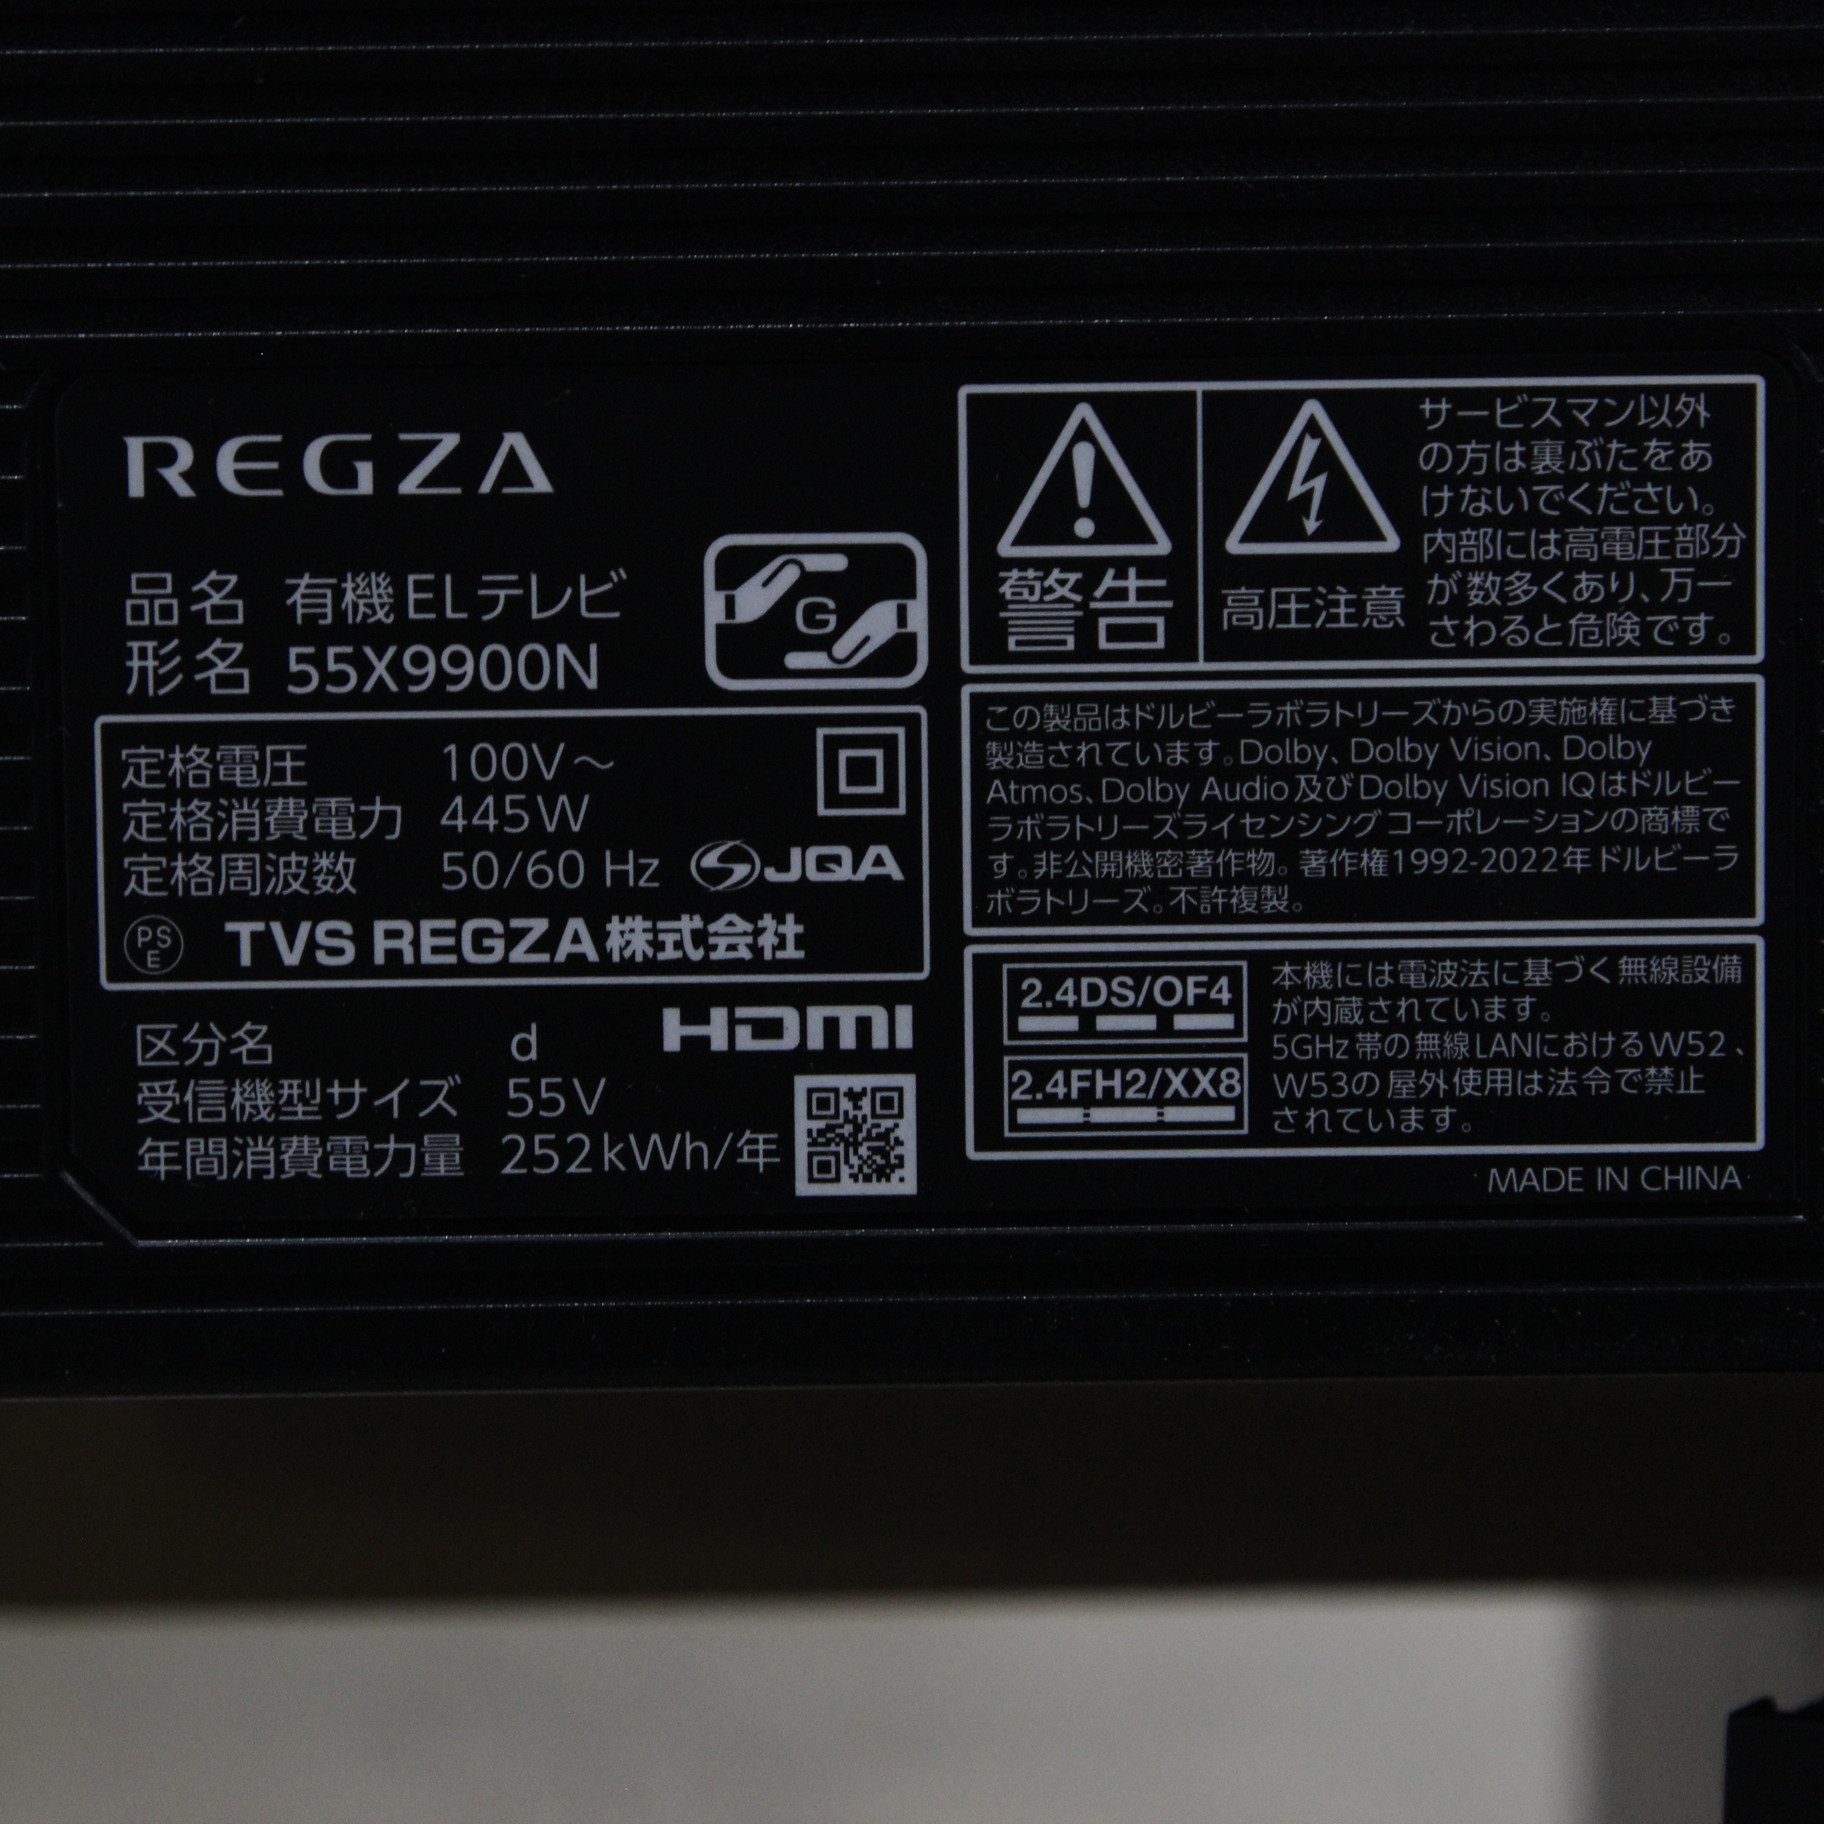 REGZA
品名 有機ELテレビ
形名 55X9900N
G
定格電圧 100V～
定格消費電力 445W
定格周波数 50/60 Hz
JQA
PS
E
TVS REGZA株式会社
区分名 d
HDMI
受信機型サイズ 55V
年間消費電力量 252kWh/年
警告
高圧注意
サービスマン以外
の方は裏ぶたをあ
けないでください。
内部には高電圧部分
が数多くあり、万一
さわると危険です。
この製品はドルビーラボラトリーズからの実施権に基づき
製造されています。Dolby、Dolby Vision、Dolby
Atmos、Dolby Audio及びDolby Vision IQはドルビー
ラボラトリーズライセンシングコーポレーションの商標で
す。非公開機密著作物。著作権1992-2022年ドルビーラ
ボラトリーズ。不許複製。
2.4DS/OF4
2.4FH2/XX8
本機には電波法に基づく無線設備
が内蔵されています。
5GHz帯の無線LANにおけるW52、
W53の屋外使用は法令で禁止
されています。
MADE IN CHINA